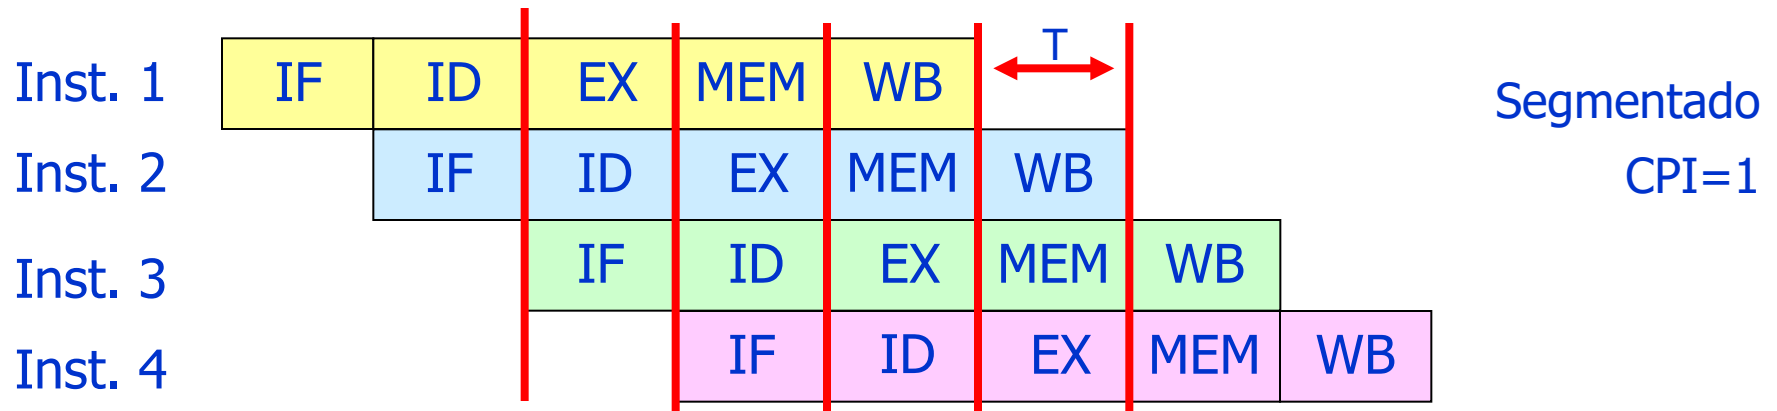 T
Inst. 1 IF ID EX MEM WB
Segmentado
Inst. 2 IF ID EX MEM WB
CPI=1
Inst. 3 IF ID EX MEM WB
Inst. 4 IF ID EX MEM WB